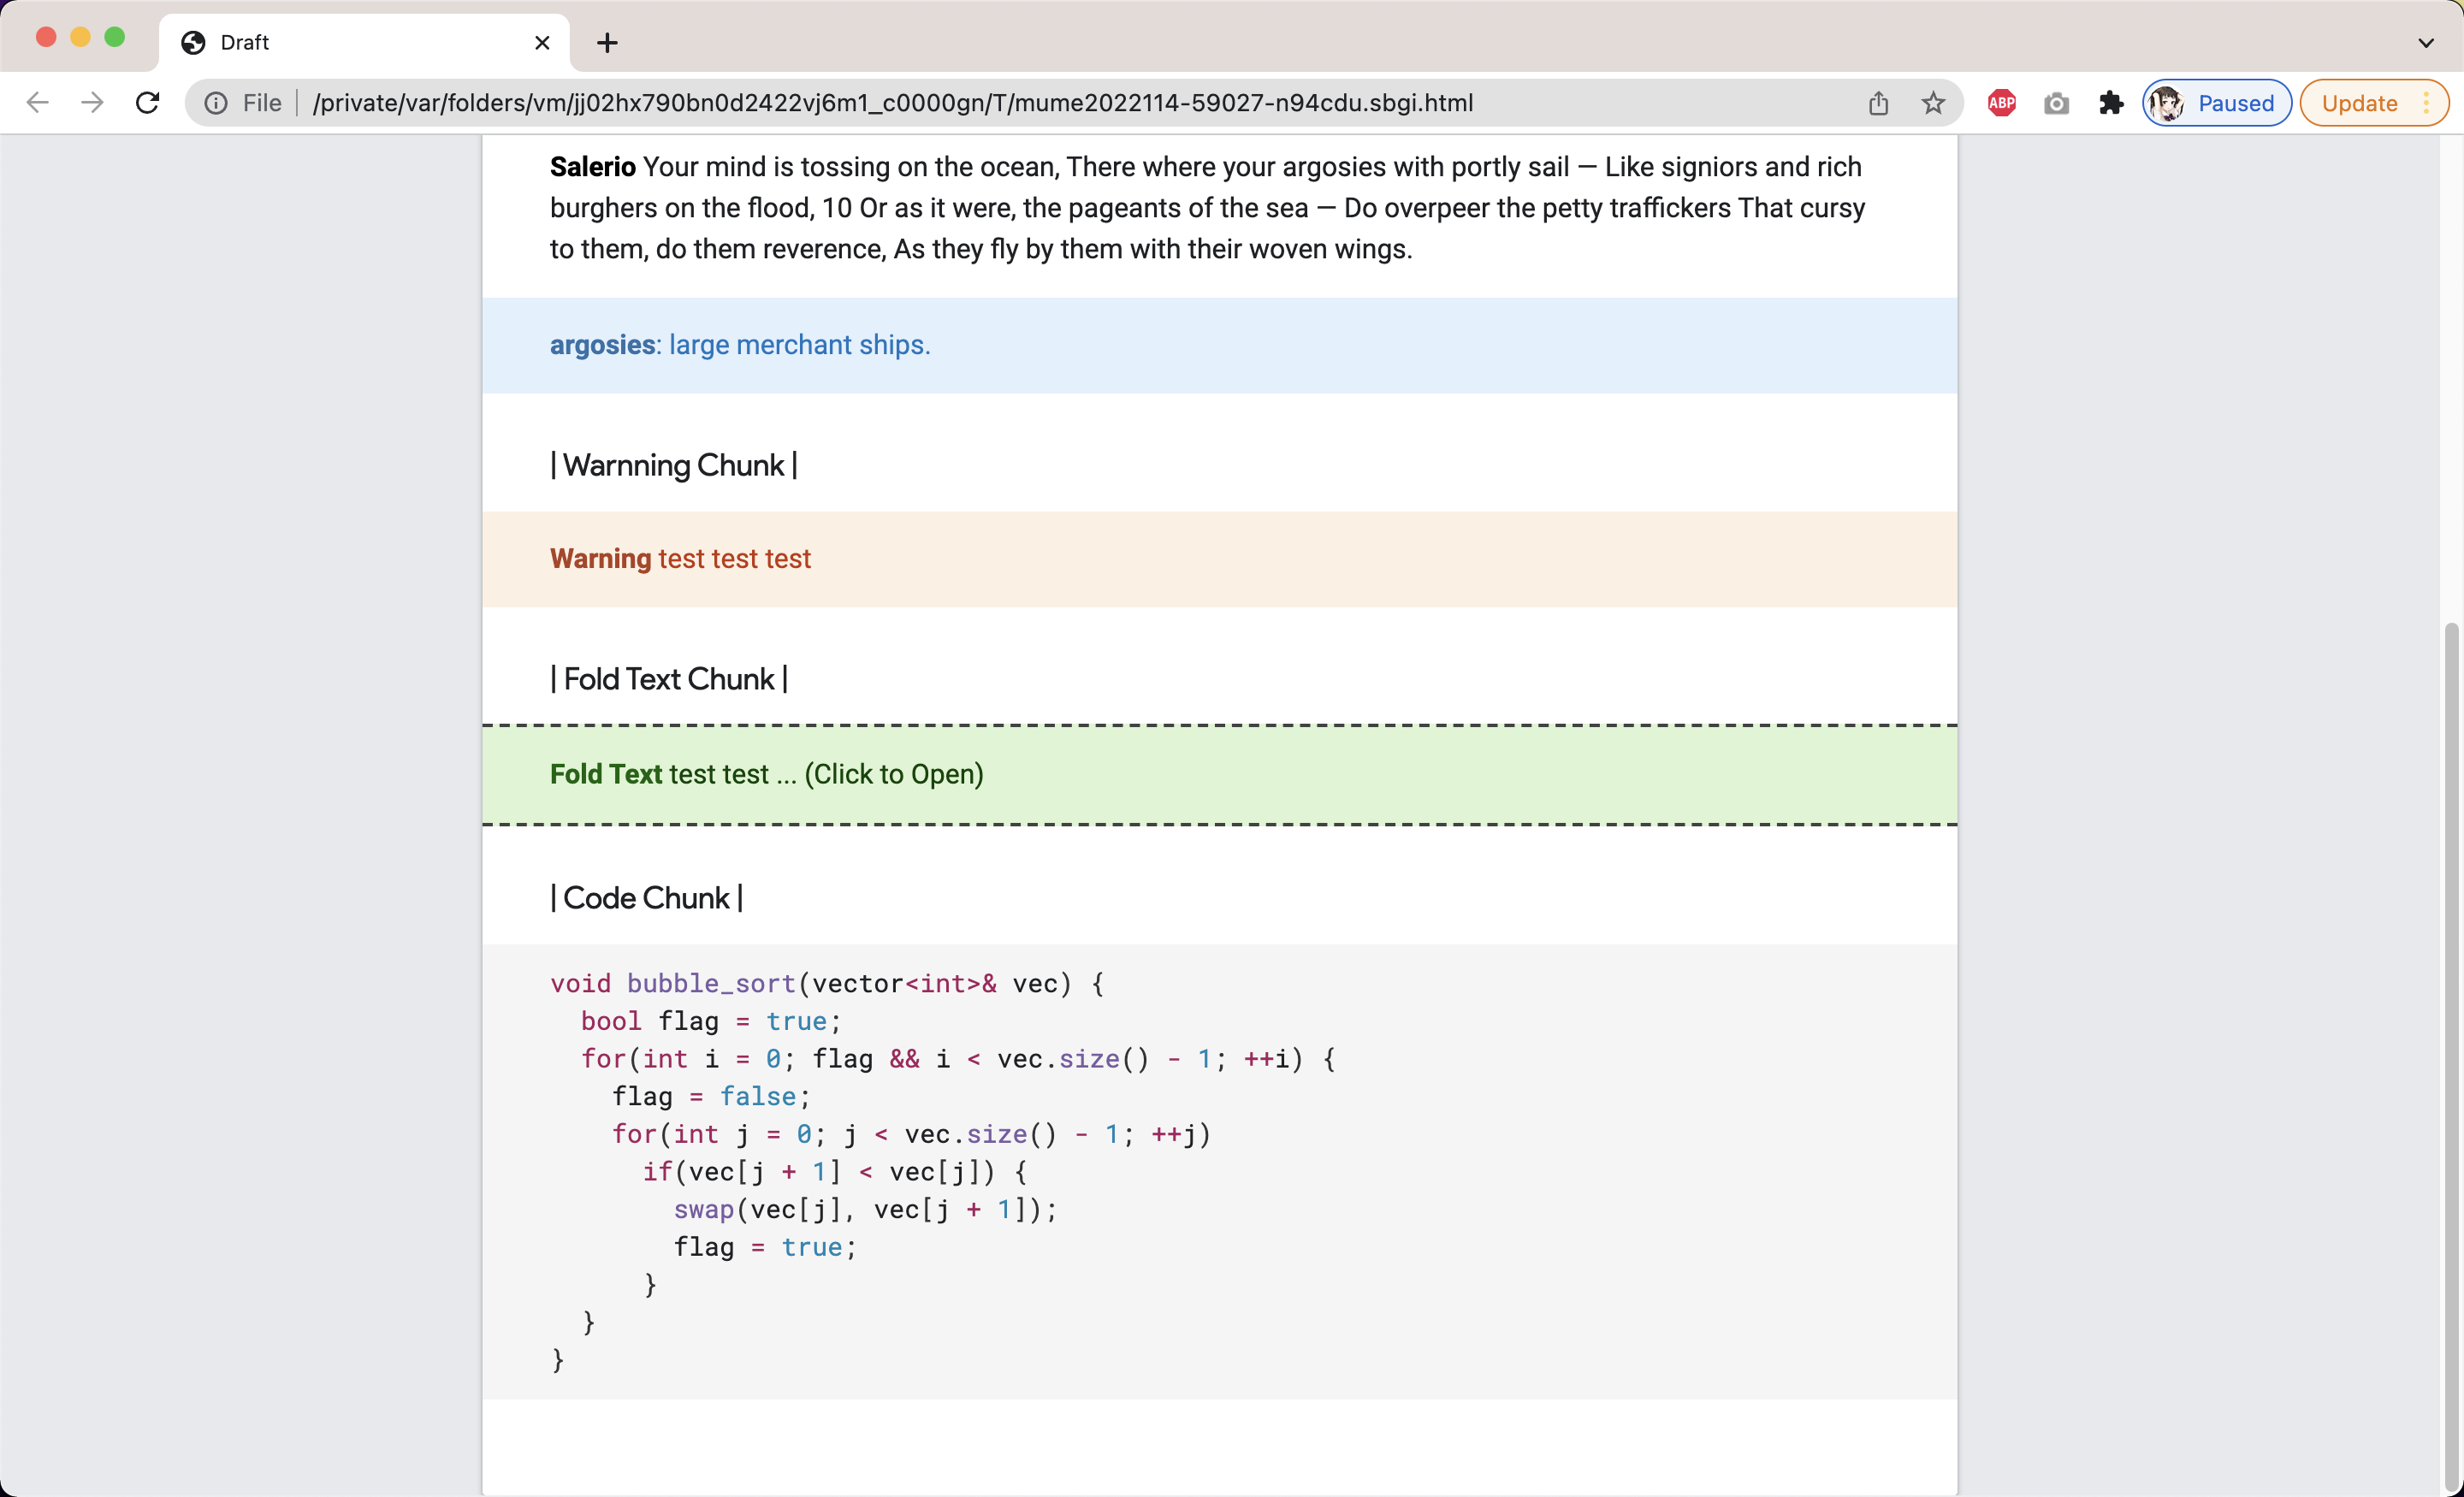 Draft
File /private/var/folders/vm/jj02hx790bn0d2422vj6m1_c0000gn/T/mume2022114-59027-n94cdu.sbgi.html ABP Paused Update
Salerio Your mind is tossing on the ocean, There where your argosies with portly sail — Like signiors and rich
burghers on the flood, 10 Or as it were, the pageants of the sea — Do overpeer the petty traffickers That cursy
to them, do them reverence, As they fly by them with their woven wings.
argosies: large merchant ships.
| Warnning Chunk |
Warning test test test
| Fold Text Chunk |
Fold Text test test ... (Click to Open)
| Code Chunk |
void bubble_sort(vector<int>& vec) {
  bool flag = true;
  for(int i = 0; flag && i < vec.size() - 1; ++i) {
    flag = false;
    for(int j = 0; j < vec.size() - 1; ++j)
      if(vec[j + 1] < vec[j]) {
        swap(vec[j], vec[j + 1]);
        flag = true;
      }
  }
}